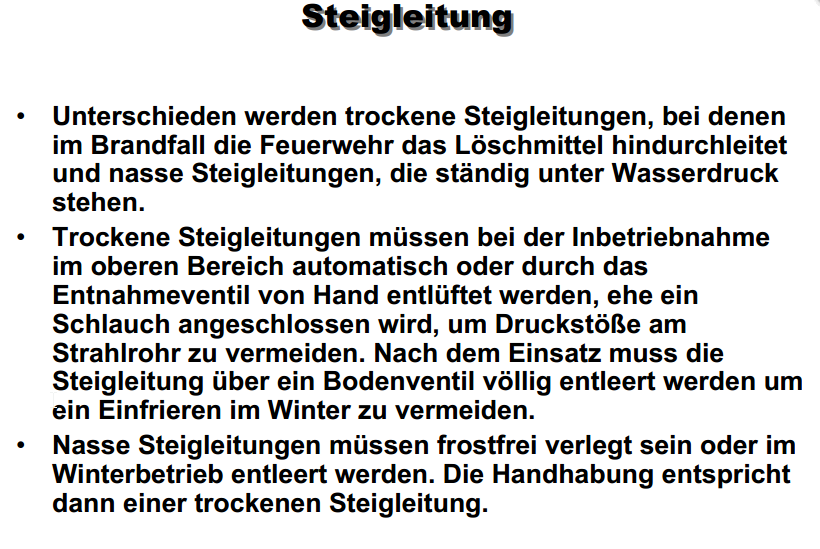 Steigleitung
• Unterschieden werden trockene Steigleitungen, bei denen
im Brandfall die Feuerwehr das Löschmittel hindurchleitet
und nasse Steigleitungen, die ständig unter Wasserdruck
stehen.
• Trockene Steigleitungen müssen bei der Inbetriebnahme
im oberen Bereich automatisch oder durch das
Entnahmeventil von Hand entlüftet werden, ehe ein
Schlauch angeschlossen wird, um Druckstöße am
Strahlrohr zu vermeiden. Nach dem Einsatz muss die
Steigleitung über ein Bodenventil völlig entleert werden um
ein Einfrieren im Winter zu vermeiden.
• Nasse Steigleitungen müssen frostfrei verlegt sein oder im
Winterbetrieb entleert werden. Die Handhabung entspricht
dann einer trockenen Steigleitung.